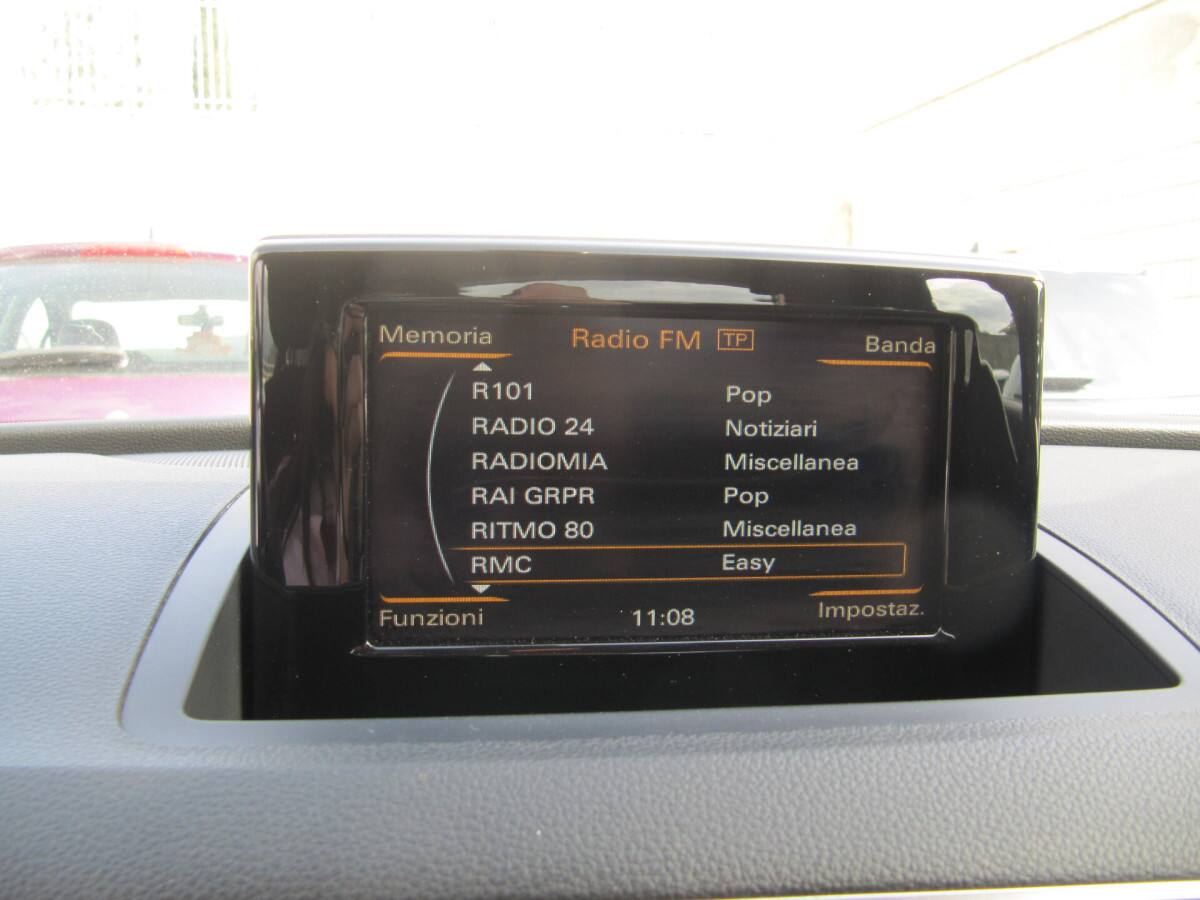 Memoria Radio FM TP Banda
R101 Pop
RADIO 24 Notiziari
RADIOMIA Miscellanea
RAI GRPR Pop
RITMO 80 Miscellanea
RMC Easy
Funzioni 11:08 Impostaz.